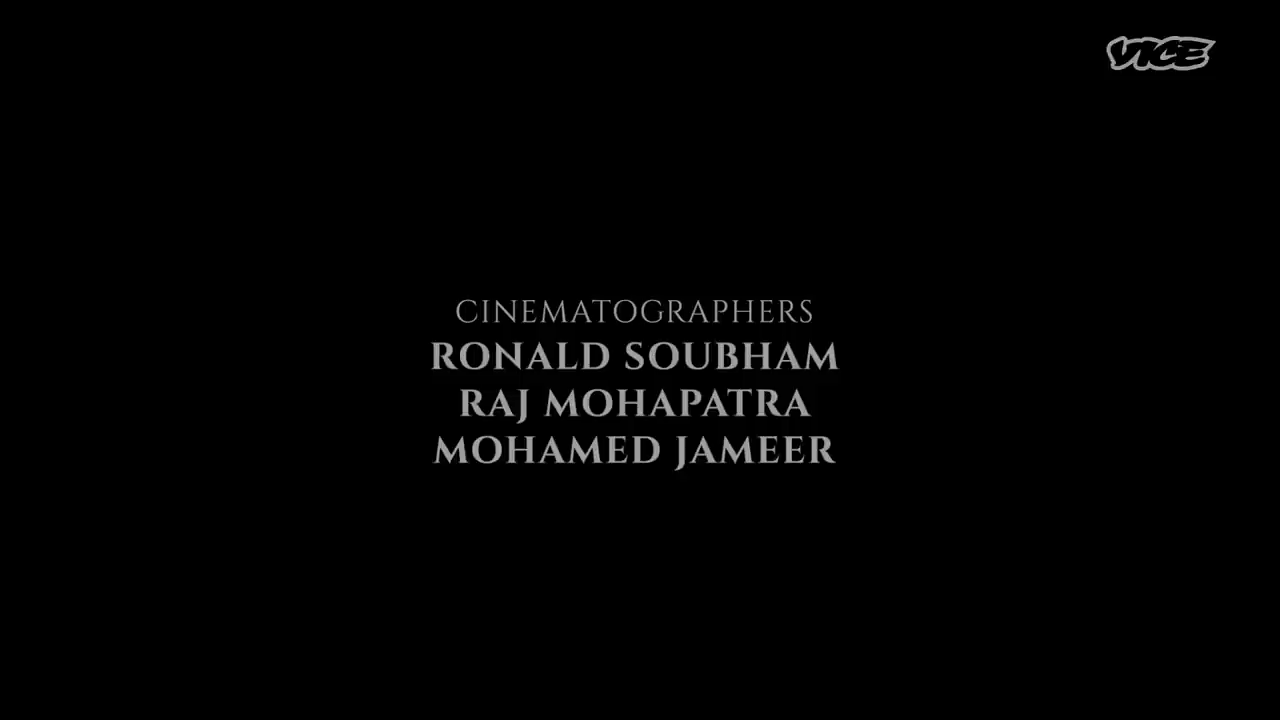 VICE
CINEMATOGRAPHERS
RONALD SOUBHAM
RAJ MOHAPATRA
MOHAMED JAMEER